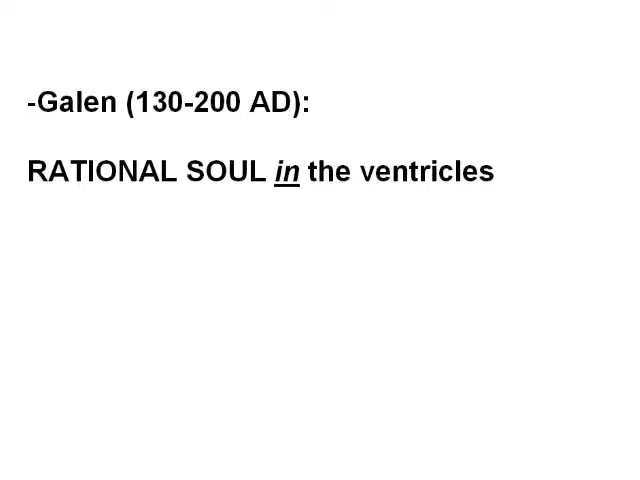 -Galen (130-200 AD):
RATIONAL SOUL in the ventricles